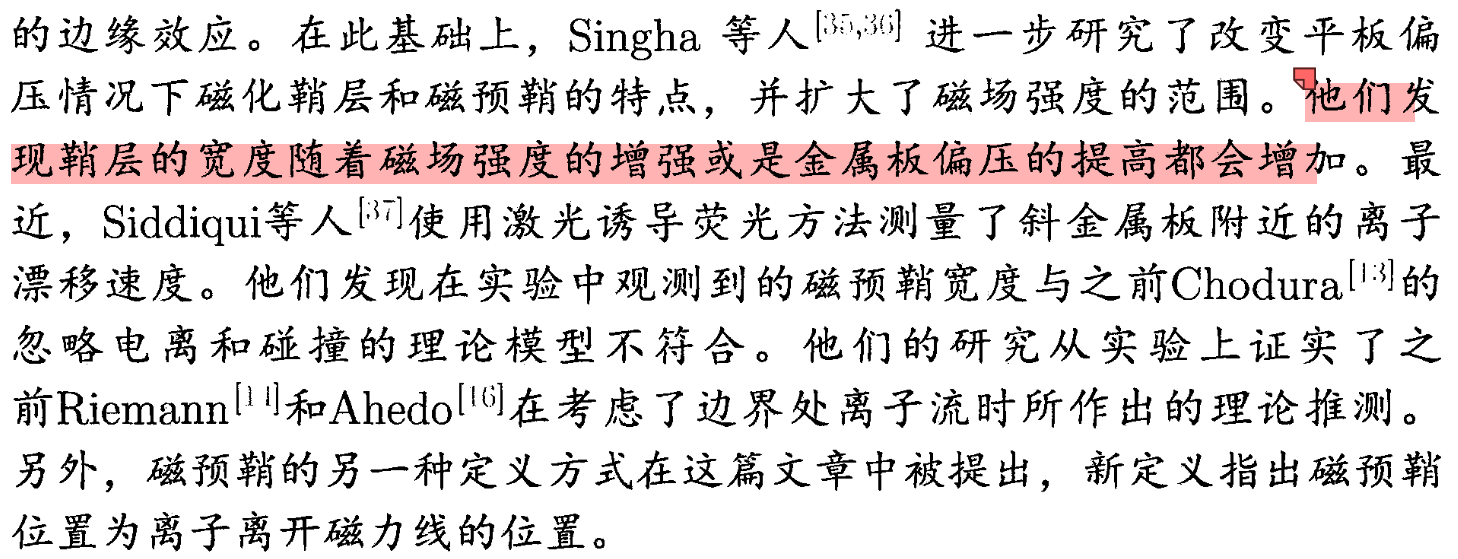 的边缘效应。在此基础上，Singha 等人[35,36] 进一步研究了改变平板偏
压情况下磁化鞘层和磁预鞘的特点，并扩大了磁场强度的范围。他们发
现鞘层的宽度随着磁场强度的增强或是金属板偏压的提高都会增加。最
近，Siddiqui等人[37]使用激光诱导荧光方法测量了斜金属板附近的离子
漂移速度。他们发现在实验中观测到的磁预鞘宽度与之前Chodura[13]的
忽略电离和碰撞的理论模型不符合。他们的研究从实验上证实了之
前Riemann[14]和Ahedo[16]在考虑了边界处离子流时所作出的理论推测。
另外，磁预鞘的另一种定义方式在这篇文章中被提出，新定义指出磁预鞘
位置为离子离开磁力线的位置。